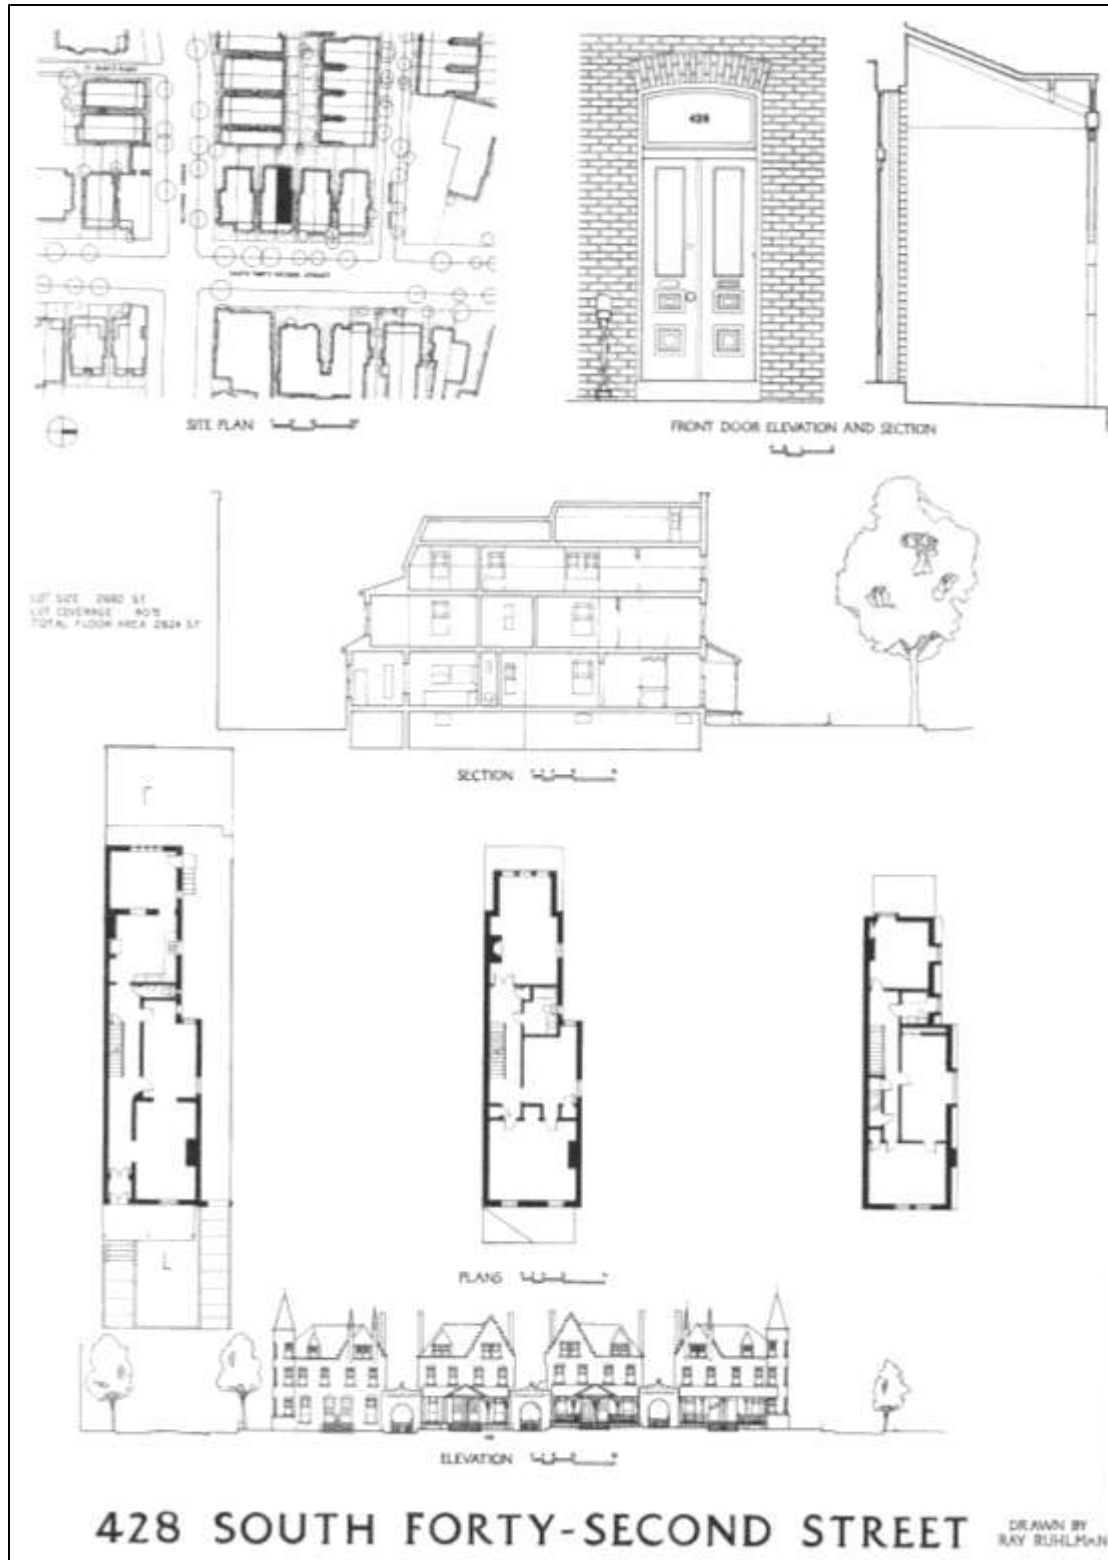 428
SITE PLAN
FRONT DOOR ELEVATION AND SECTION
LOT SIZE 2680 S.F.
LOT COVERAGE 40%
TOTAL FLOOR AREA 2824 S.F.
SECTION
PLANS
ELEVATION
428 SOUTH FORTY-SECOND STREET
DRAWN BY
RAY RUHLMAN